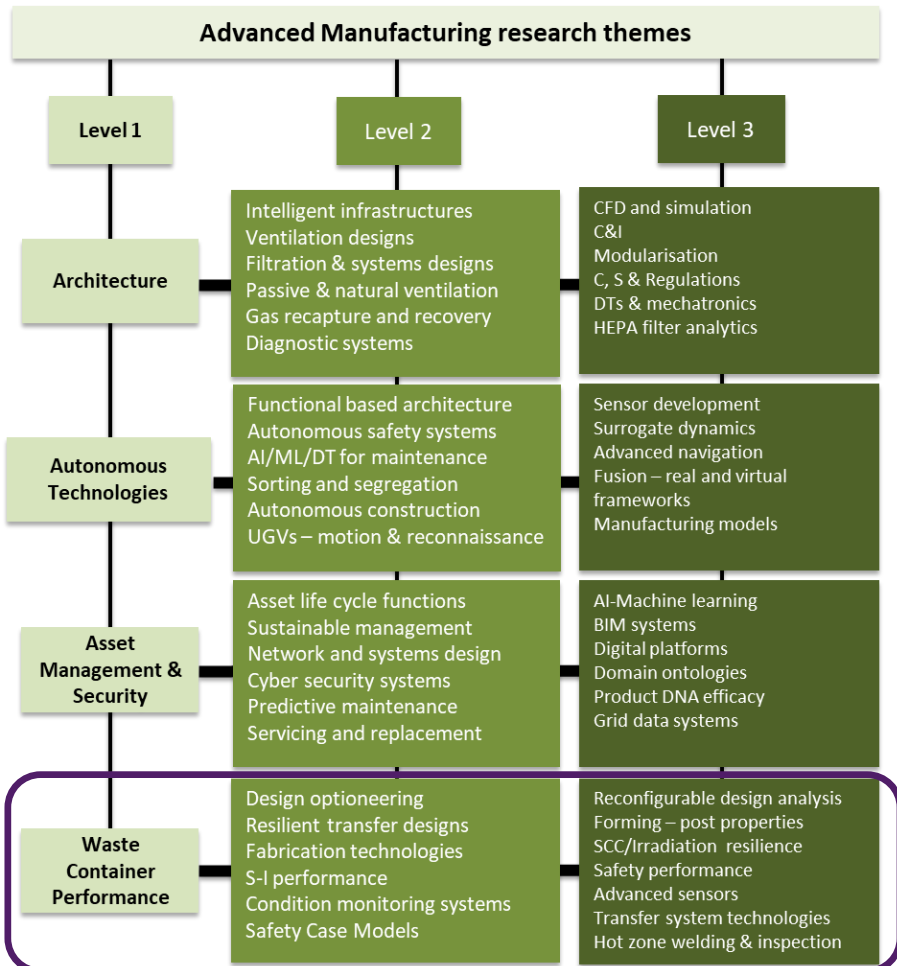 Advanced Manufacturing research themes
Level 1
Level 2
Level 3
Architecture
Intelligent infrastructures
Ventilation designs
Filtration & systems designs
Passive & natural ventilation
Gas recapture and recovery
Diagnostic systems
CFD and simulation
C&I
Modularisation
C, S & Regulations
DTs & mechatronics
HEPA filter analytics
Autonomous
Technologies
Functional based architecture
Autonomous safety systems
AI/ML/DT for maintenance
Sorting and segregation
Autonomous construction
UGVs – motion & reconnaissance
Sensor development
Surrogate dynamics
Advanced navigation
Fusion – real and virtual
frameworks
Manufacturing models
Asset
Management &
Security
Asset life cycle functions
Sustainable management
Network and systems design
Cyber security systems
Predictive maintenance
Servicing and replacement
AI-Machine learning
BIM systems
Digital platforms
Domain ontologies
Product DNA efficacy
Grid data systems
Waste
Container
Performance
Design optioneering
Resilient transfer designs
Fabrication technologies
S-I performance
Condition monitoring systems
Safety Case Models
Reconfigurable design analysis
Forming – post properties
SCC/Irradiation resilience
Safety performance
Advanced sensors
Transfer system technologies
Hot zone welding & inspection